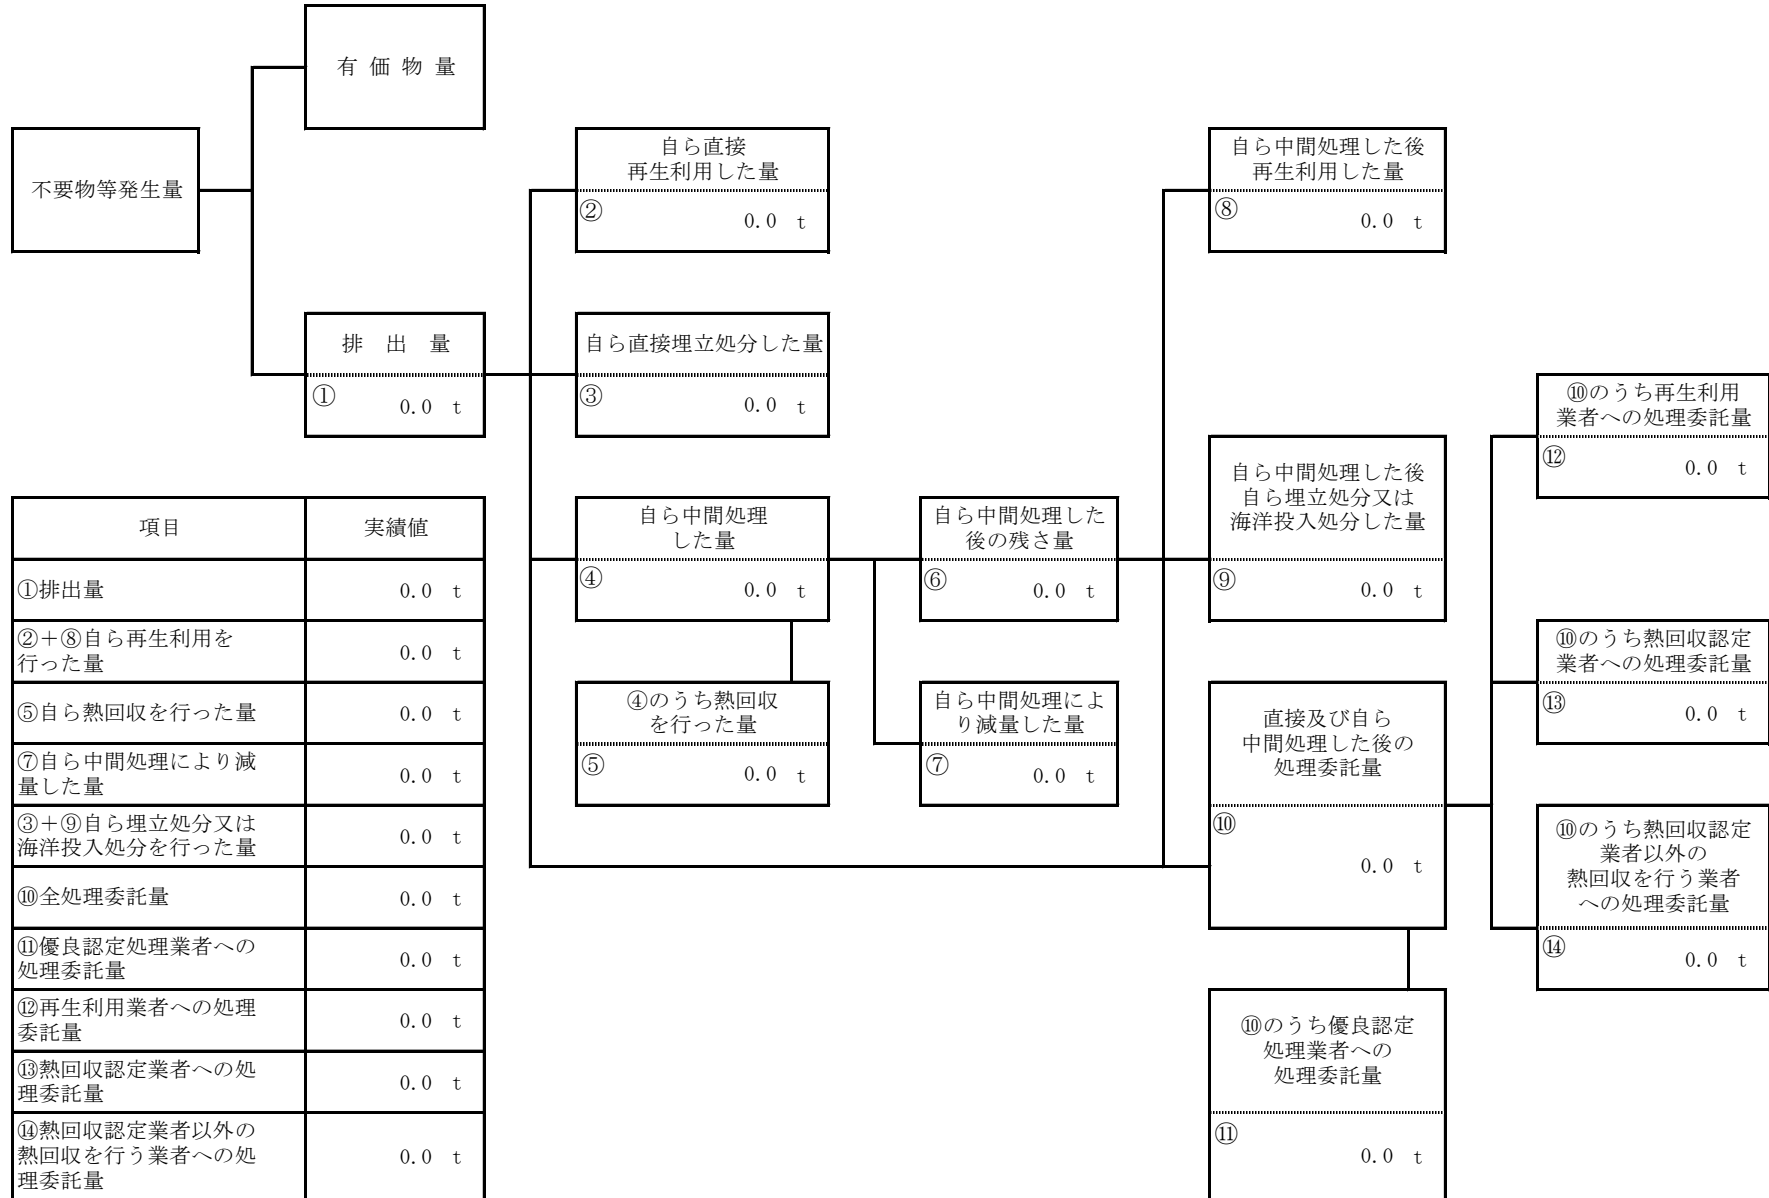 有 価 物 量
不要物等発生量
排 出 量
① 0.0 t
自ら直接
再生利用した量
② 0.0 t
自ら直接埋立処分した量
③ 0.0 t
自ら中間処理
した量
④ 0.0 t
④のうち熱回収
を行った量
⑤ 0.0 t
自ら中間処理した
後の残さ量
⑥ 0.0 t
自ら中間処理によ
り減量した量
⑦ 0.0 t
自ら中間処理した後
再生利用した量
⑧ 0.0 t
自ら中間処理した後
自ら埋立処分又は
海洋投入処分した量
⑨ 0.0 t
直接及び自ら
中間処理した後の
処理委託量
⑩
0.0 t
⑩のうち優良認定
処理業者への
処理委託量
⑪
0.0 t
⑩のうち再生利用
業者への処理委託量
⑫ 0.0 t
⑩のうち熱回収認定
業者への処理委託量
⑬ 0.0 t
⑩のうち熱回収認定
業者以外の
熱回収を行う業者
への処理委託量
⑭ 0.0 t
項目 実績値
①排出量 0.0 t
②＋⑧自ら再生利用を
行った量 0.0 t
⑤自ら熱回収を行った量 0.0 t
⑦自ら中間処理により減
量した量 0.0 t
③＋⑨自ら埋立処分又は
海洋投入処分を行った量 0.0 t
⑩全処理委託量 0.0 t
⑪優良認定処理業者への
処理委託量 0.0 t
⑫再生利用業者への処理
委託量 0.0 t
⑬熱回収認定業者への処
理委託量 0.0 t
⑭熱回収認定業者以外の
熱回収を行う業者への処 0.0 t
理委託量